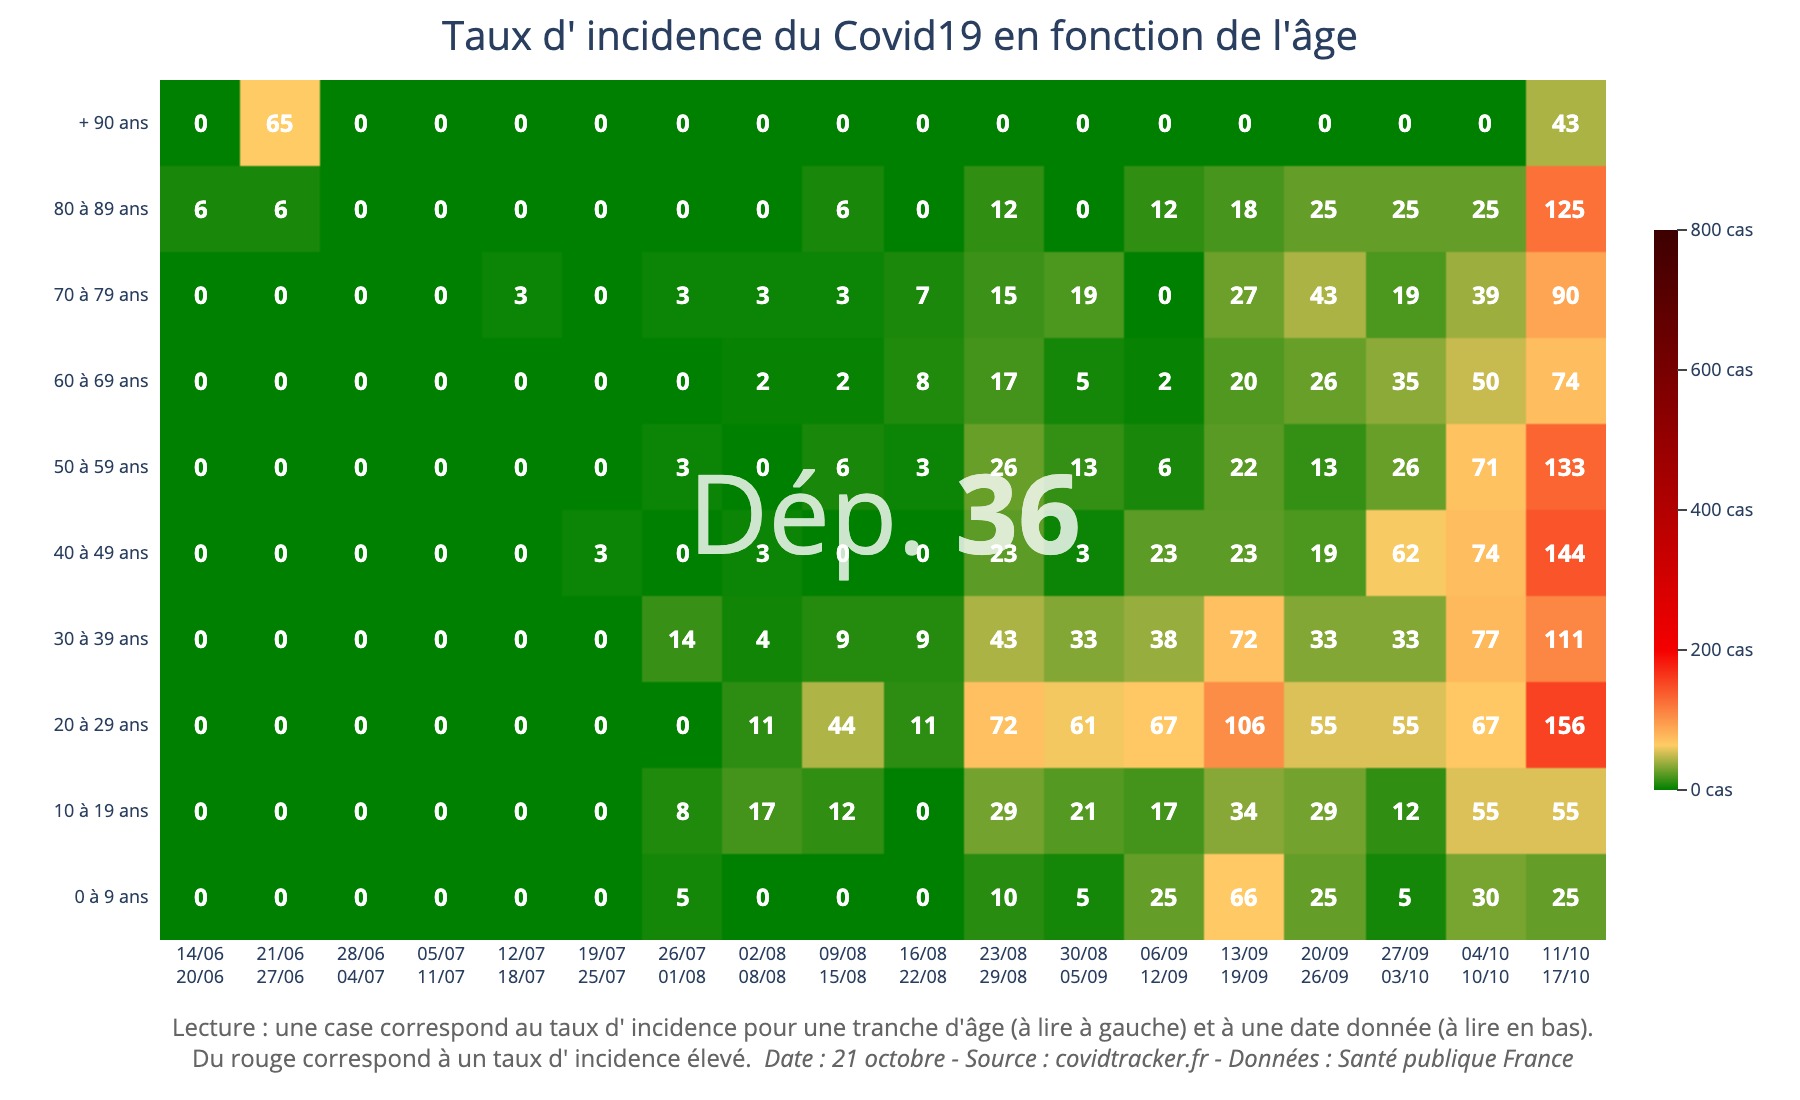 Taux d' incidence du Covid19 en fonction de l'âge
+ 90 ans 0 65 0 0 0 0 0 0 0 0 0 0 0 0 0 0 0 43
80 à 89 ans 6 6 0 0 0 0 0 0 6 0 12 0 12 18 25 25 25 125
70 à 79 ans 0 0 0 0 3 0 3 3 3 7 15 19 0 27 43 19 39 90
60 à 69 ans 0 0 0 0 0 0 0 2 2 8 17 5 2 20 26 35 50 74
50 à 59 ans 0 0 0 0 0 0 3 0 6 3 26 13 6 22 13 26 71 133
Dép. 36
40 à 49 ans 0 0 0 0 0 3 0 3 0 0 23 3 23 23 19 62 74 144
30 à 39 ans 0 0 0 0 0 0 14 4 9 9 43 33 38 72 33 33 77 111
20 à 29 ans 0 0 0 0 0 0 0 11 44 11 72 61 67 106 55 55 67 156
10 à 19 ans 0 0 0 0 0 0 8 17 12 0 29 21 17 34 29 12 55 55
0 à 9 ans 0 0 0 0 0 0 5 0 0 0 10 5 25 66 25 5 30 25
14/06 21/06 28/06 05/07 12/07 19/07 26/07 02/08 09/08 16/08 23/08 30/08 06/09 13/09 20/09 27/09 04/10 11/10
20/06 27/06 04/07 11/07 18/07 25/07 01/08 08/08 15/08 22/08 29/08 05/09 12/09 19/09 26/09 03/10 10/10 17/10
800 cas
600 cas
400 cas
200 cas
0 cas
Lecture : une case correspond au taux d' incidence pour une tranche d'âge (à lire à gauche) et à une date donnée (à lire en bas).
Du rouge correspond à un taux d' incidence élevé. Date : 21 octobre - Source : covidtracker.fr - Données : Santé publique France